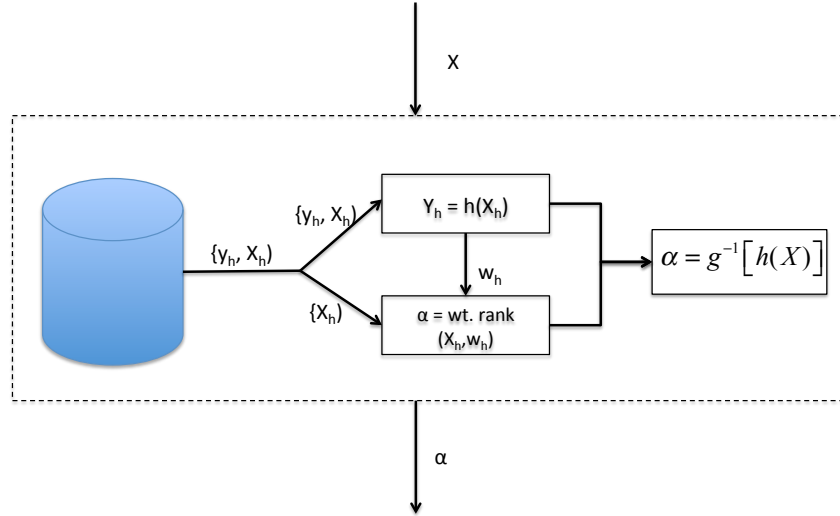 X
{y_h, X_h)
{y_h, X_h)
{X_h)
Y_h = h(X_h)
w_h
α = wt. rank
(X_h,w_h)
α = g⁻¹[h(X)]
α